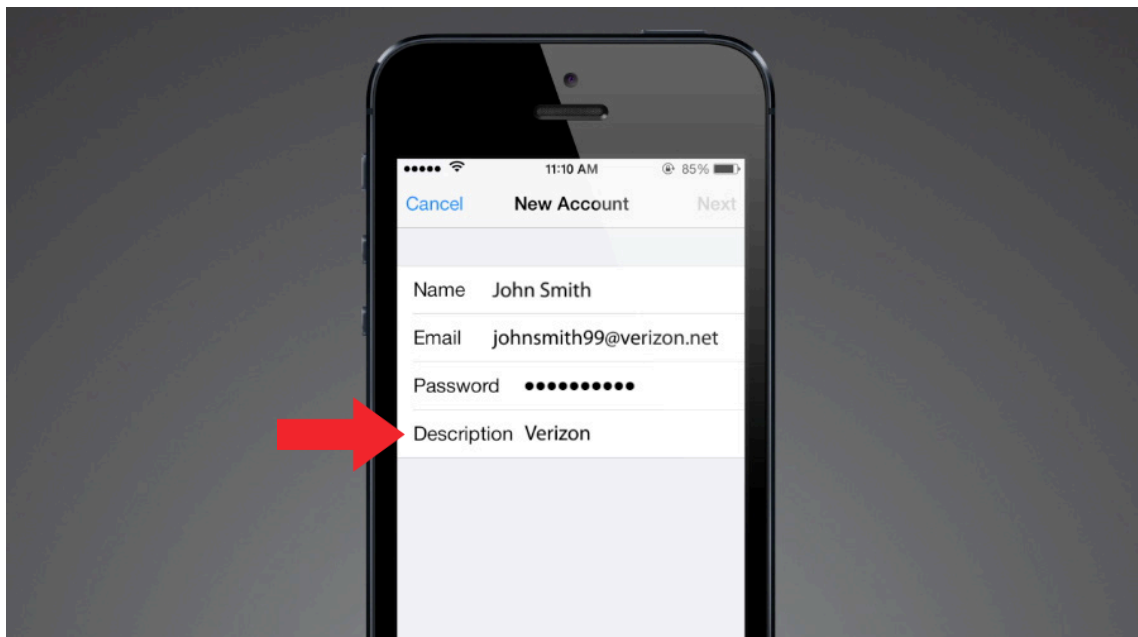 11:10 AM 85%
Cancel New Account Next
Name John Smith
Email johnsmith99@verizon.net
Password ••••••••••
Description Verizon